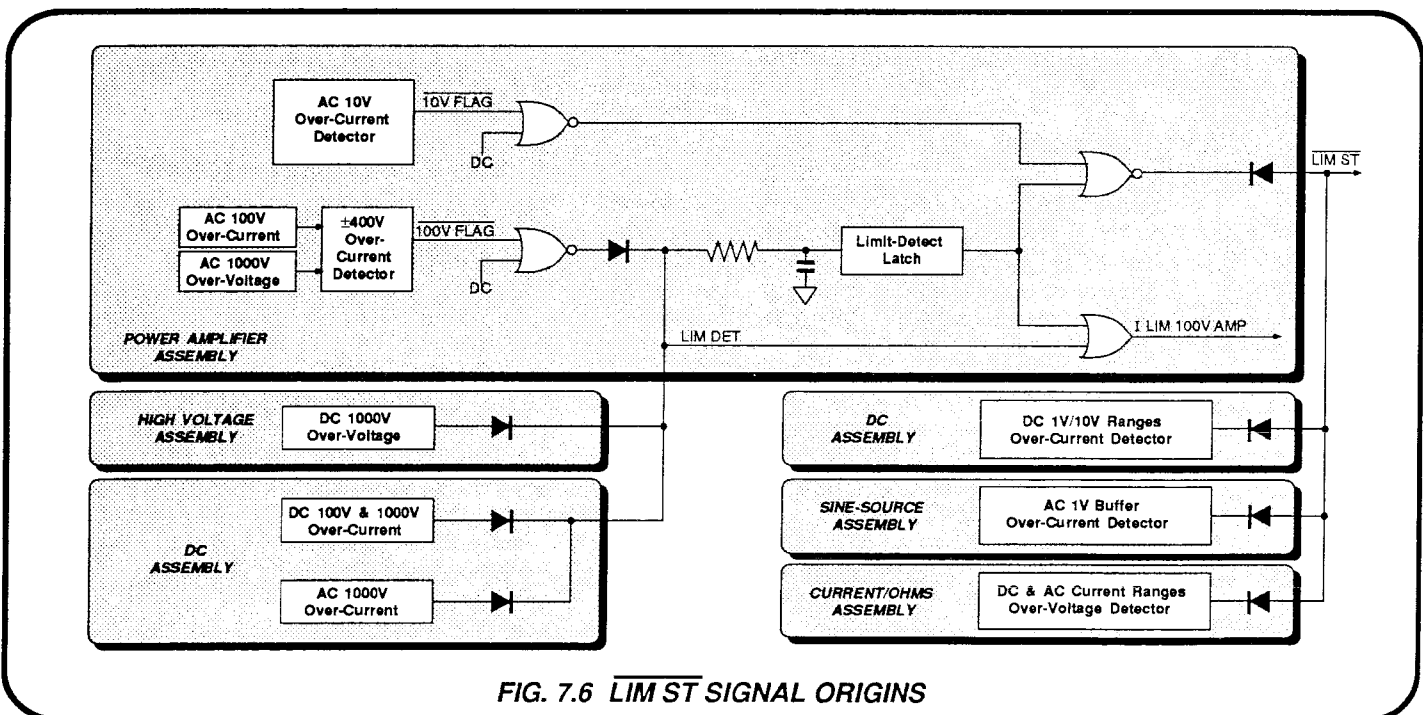 AC 10V
Over-Current
Detector
10V FLAG
DC
LIM ST
AC 100V
Over-Current
AC 1000V
Over-Voltage
±400V
Over-
Current
Detector
100V FLAG
DC
Limit-Detect
Latch
I LIM 100V AMP
LIM DET.
POWER AMPLIFIER
ASSEMBLY
HIGH VOLTAGE
ASSEMBLY
DC 1000V
Over-Voltage
DC
ASSEMBLY
DC 1V/10V Ranges
Over-Current Detector
DC
ASSEMBLY
DC 100V & 1000V
Over-Current
AC 1000V
Over-Current
SINE-SOURCE
ASSEMBLY
AC 1V Buffer
Over-Current Detector
CURRENT/OHMS
ASSEMBLY
DC & AC Current Ranges
Over-Voltage Detector
FIG. 7.6 LIM ST SIGNAL ORIGINS